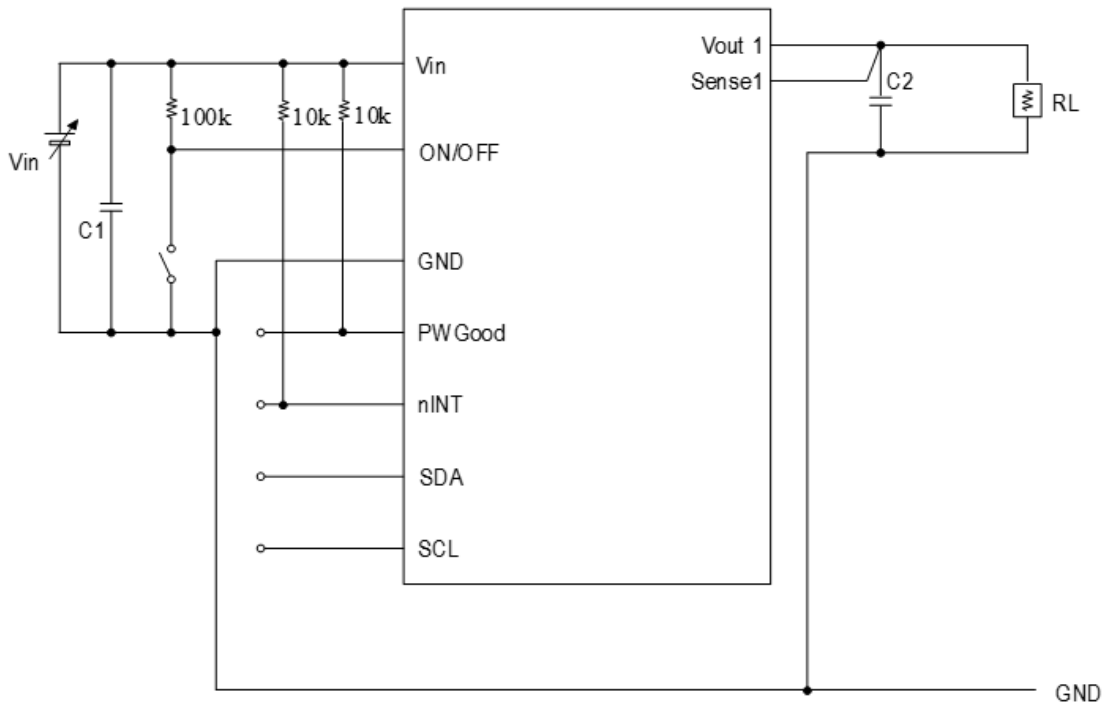 Vout 1
Vin
Sense1
C2
RL
100k
10k
10k
ON/OFF
Vin
C1
GND
PWGood
nINT
SDA
SCL
GND